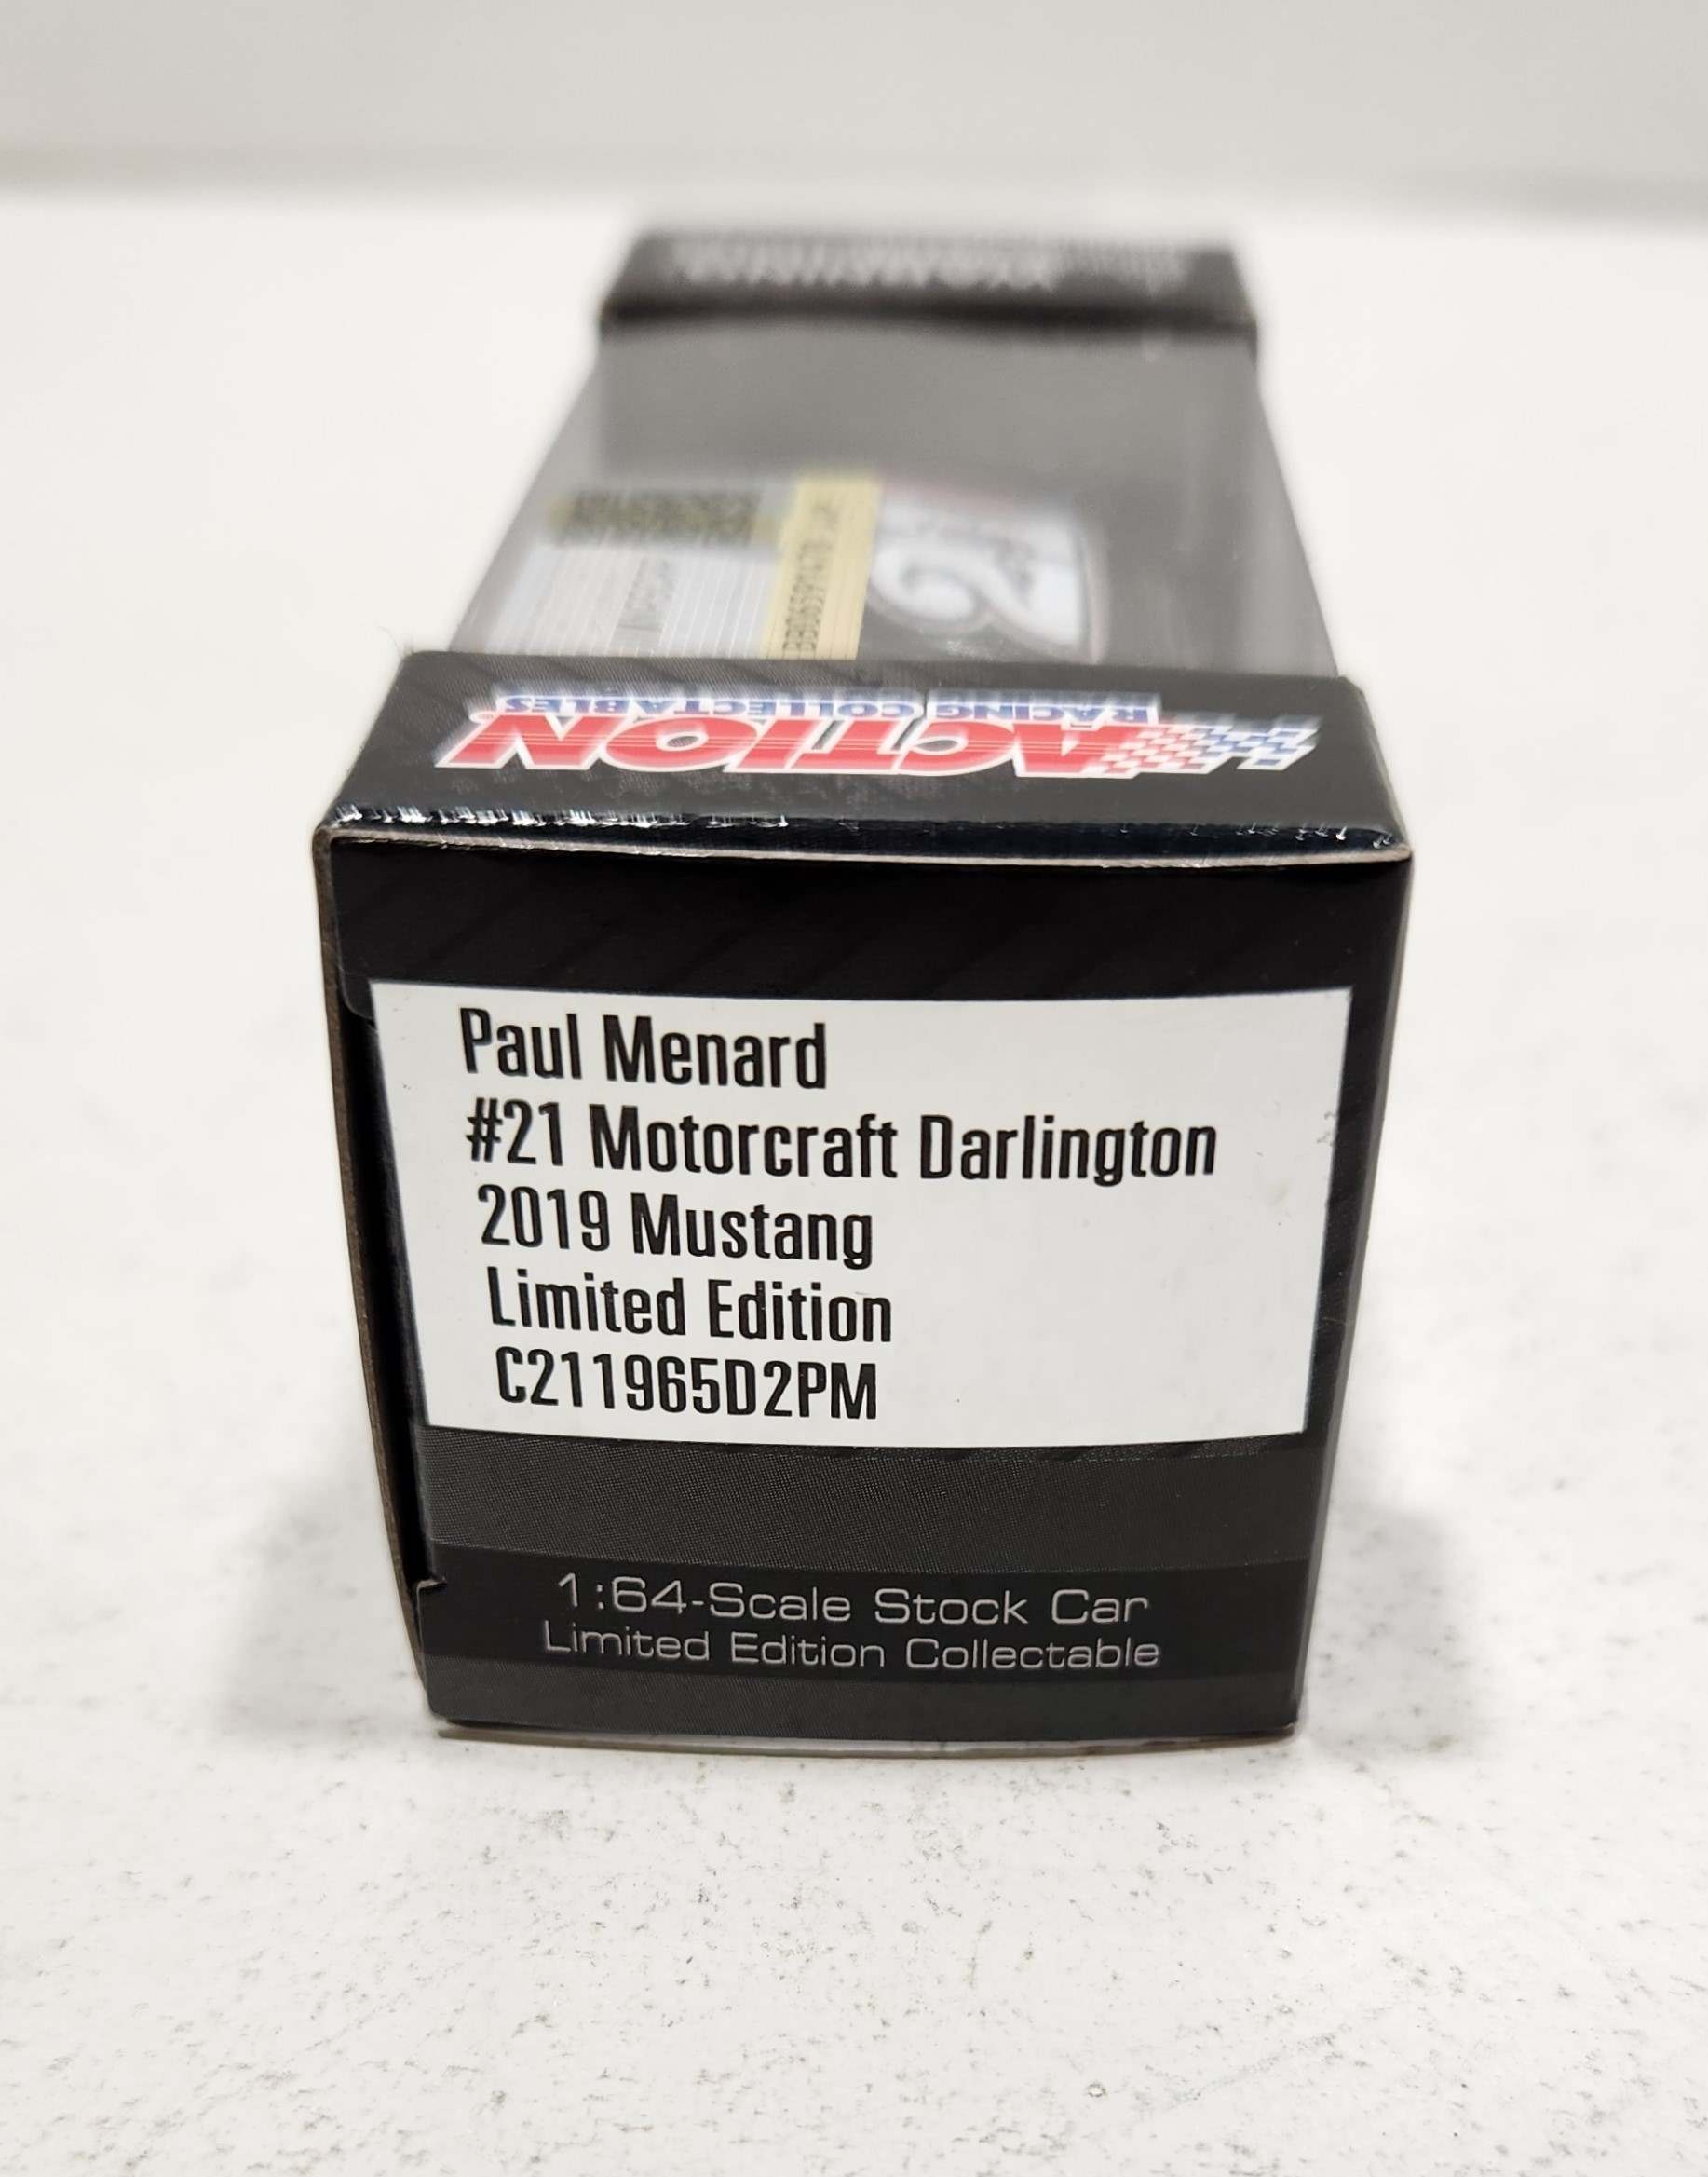 ACTION
RACING COLLECTABLES
Paul Menard
#21 Motorcraft Darlington
2019 Mustang
Limited Edition
C211965D2PM
1:64-Scale Stock Car
Limited Edition Collectable